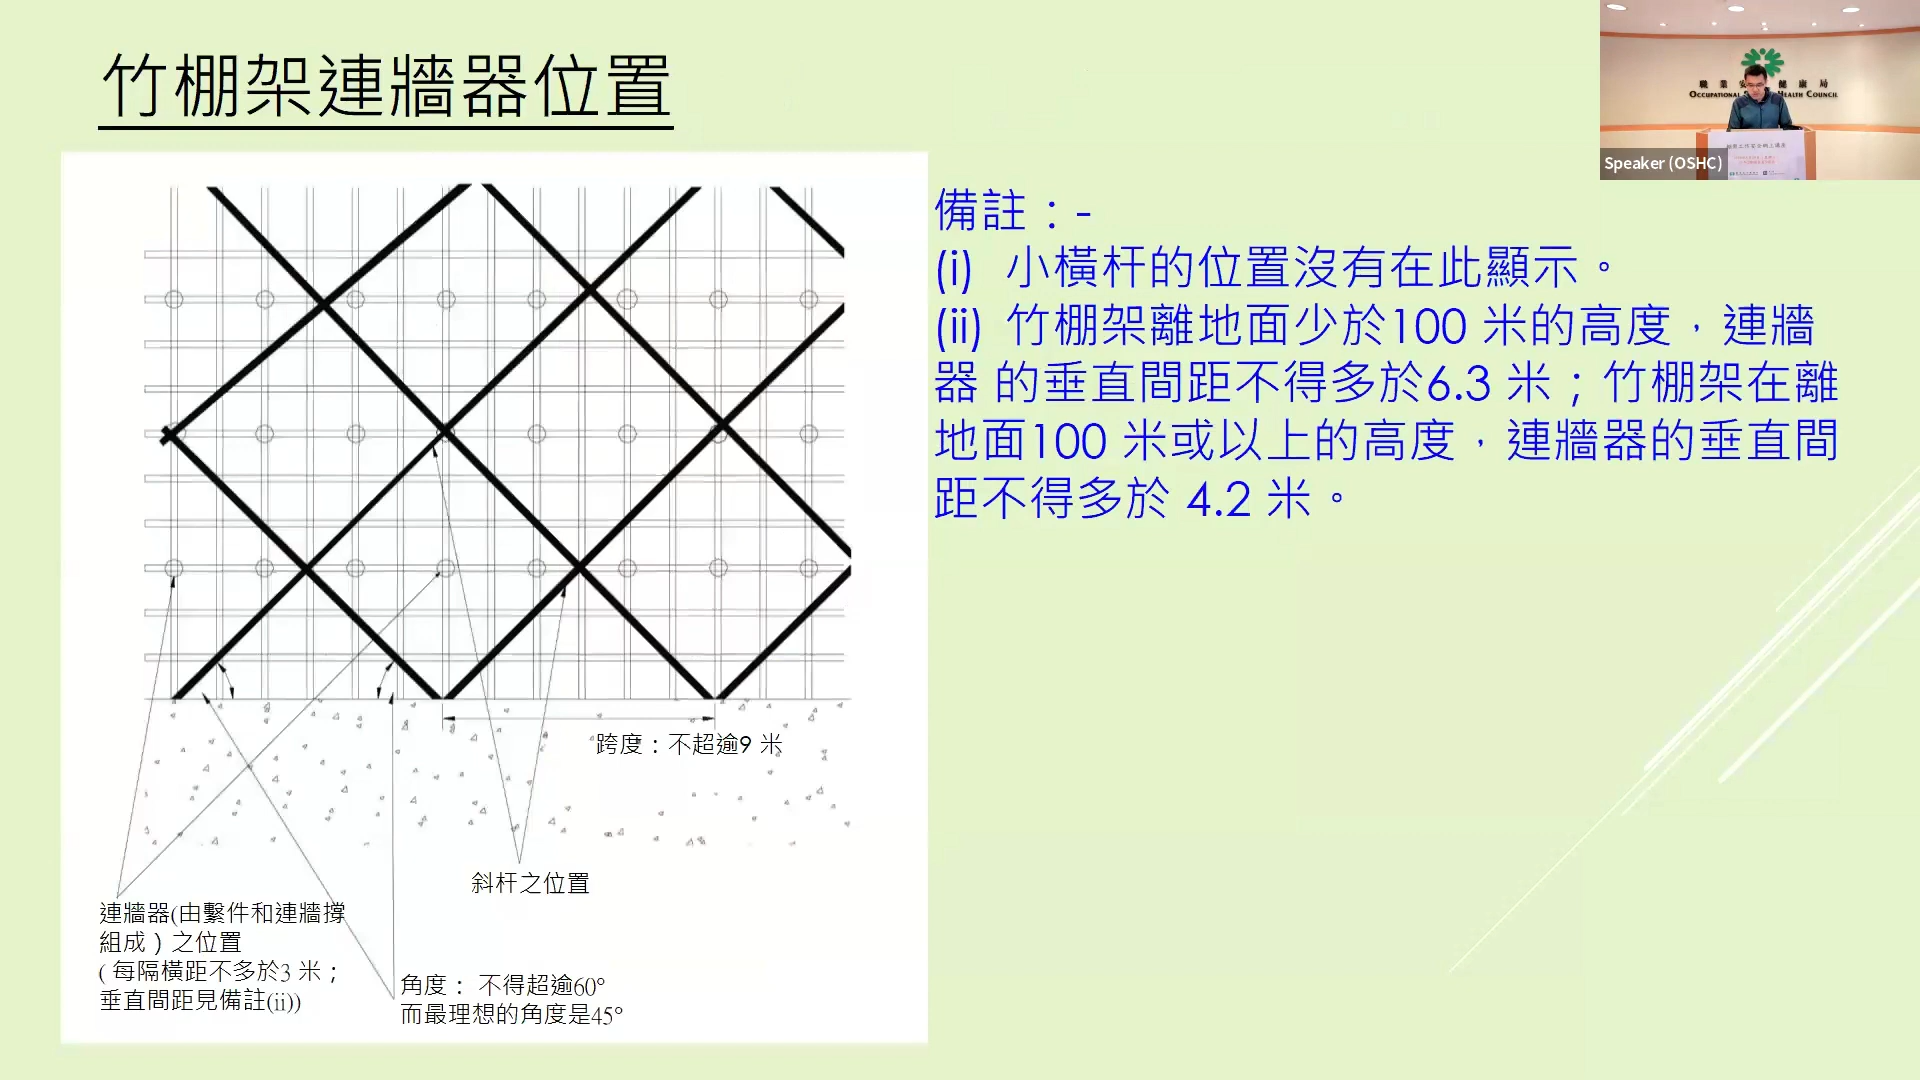 竹棚架連牆器位置
職業安 健康局
OCCUPATIONAL S HEALTH COUNCIL
Speaker (OSHC)
備註：-
(i) 小橫杆的位置沒有在此顯示。
(ii) 竹棚架離地面少於100 米的高度，連牆
器 的垂直間距不得多於6.3 米；竹棚架在離
地面100 米或以上的高度，連牆器的垂直間
距不得多於 4.2 米。
跨度：不超逾9 米
斜杆之位置
連牆器(由繫件和連牆撐
組成）之位置
( 每隔橫距不多於3 米；
垂直間距見備註(ii))
角度： 不得超逾60°
而最理想的角度是45°